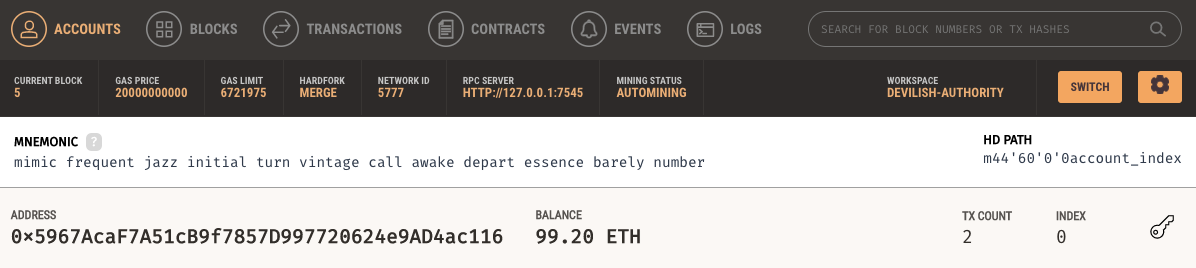 ACCOUNTS BLOCKS TRANSACTIONS CONTRACTS EVENTS LOGS SEARCH FOR BLOCK NUMBERS OR TX HASHES
CURRENT BLOCK GAS PRICE GAS LIMIT HARDFORK NETWORK ID RPC SERVER MINING STATUS WORKSPACE
5 20000000000 6721975 MERGE 5777 HTTP://127.0.0.1:7545 AUTOMINING DEVILISH-AUTHORITY SWITCH
MNEMONIC ? HD PATH
mimic frequent jazz initial turn vintage call awake depart essence barely number m44'60'0'0account_index
ADDRESS BALANCE TX COUNT INDEX
0×5967AcaF7A51cB9f7857D997720624e9AD4ac116 99.20 ETH 2 0